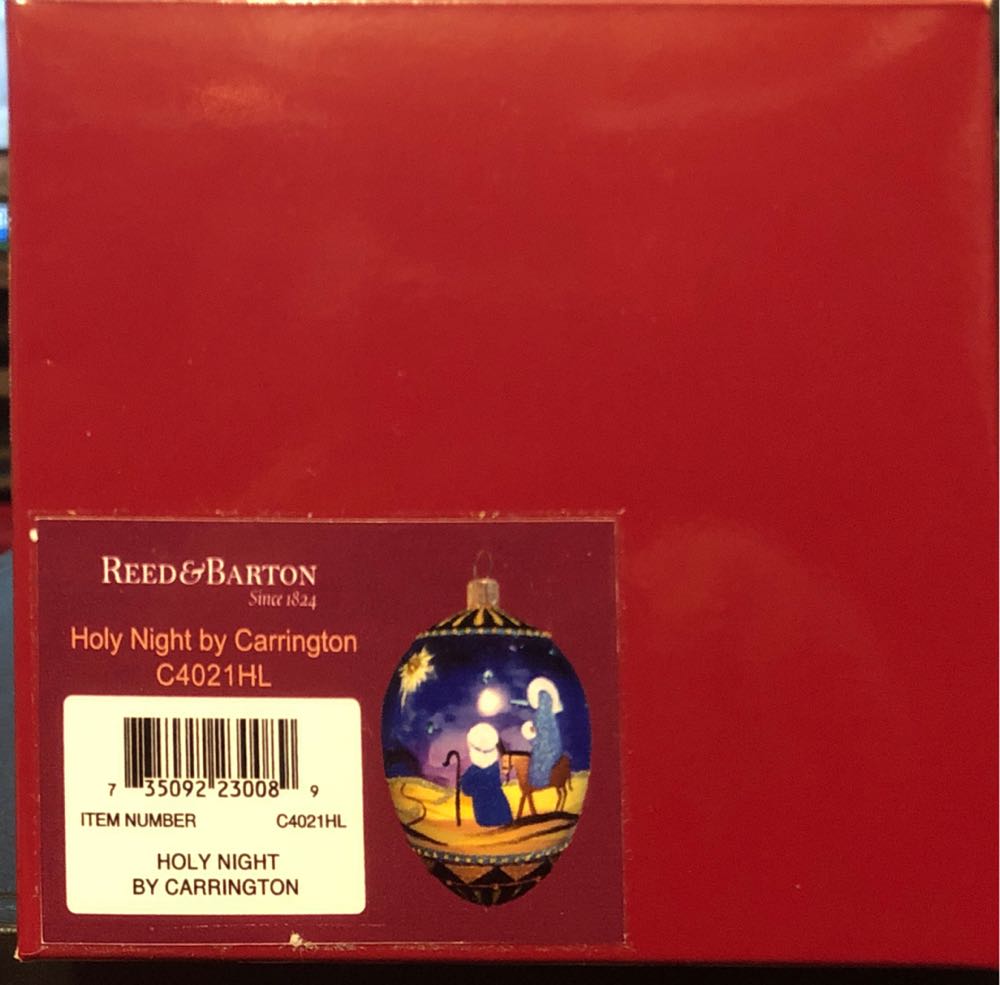 REED & BARTON
Since 1824
Holy Night by Carrington
C4021HL
7 35092 23008 9
ITEM NUMBER C4021HL
HOLY NIGHT
BY CARRINGTON